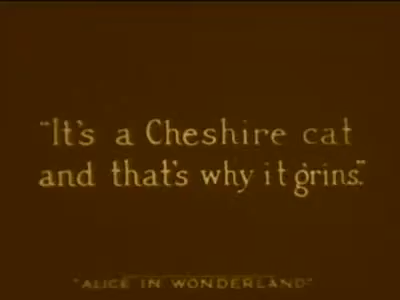 "It's a Cheshire cat
and that's why it grins."
"ALICE IN WONDERLAND"